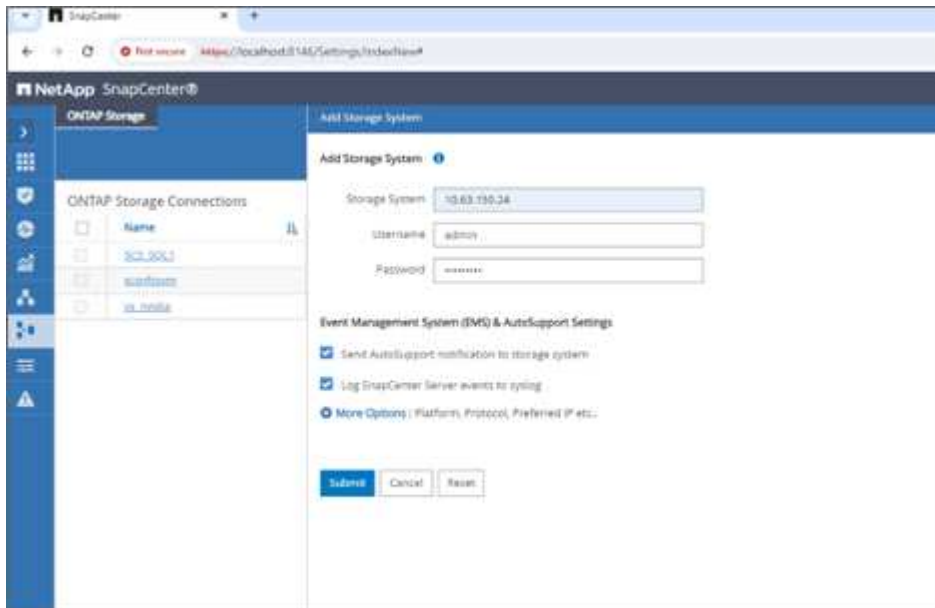 SnapCenter
Not secure https://localhost:8146/Settings/IndexNew#
NetApp SnapCenter®
ONTAP Storage
Add Storage System
Add Storage System
ONTAP Storage Connections
Storage System 10.63.150.24
Name
Username admin
Password ••••••••
Event Management System (EMS) & AutoSupport Settings
Send AutoSupport notification to storage system
Log SnapCenter Server events to syslog
More Options : Platform, Protocol, Preferred IP etc..
Submit Cancel Reset